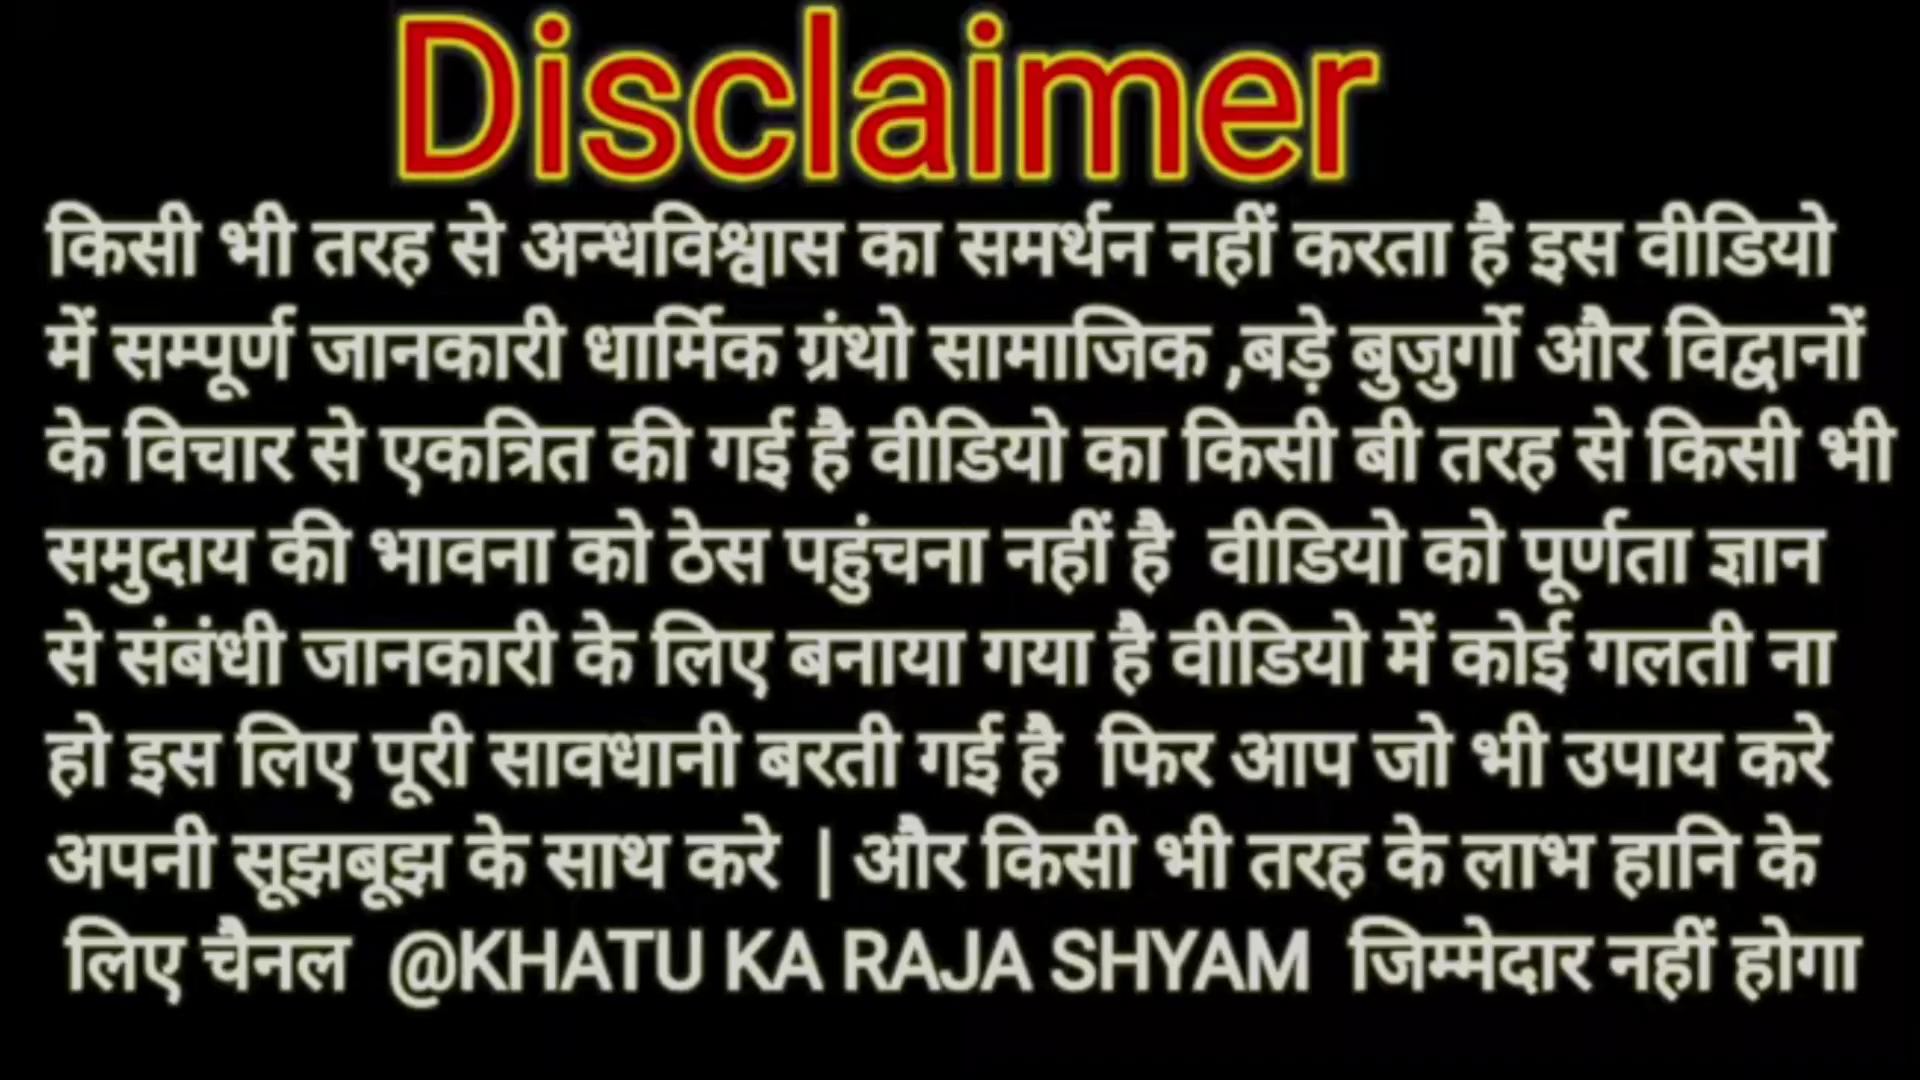 Disclaimer
किसी भी तरह से अन्धविश्वास का समर्थन नहीं करता है इस वीडियो
में सम्पूर्ण जानकारी धार्मिक ग्रंथो सामाजिक ,बड़े बुजुर्गो और विद्वानों
के विचार से एकत्रित की गई है वीडियो का किसी बी तरह से किसी भी
समुदाय की भावना को ठेस पहुंचना नहीं है वीडियो को पूर्णता ज्ञान
से संबंधी जानकारी के लिए बनाया गया है वीडियो में कोई गलती ना
हो इस लिए पूरी सावधानी बरती गई है फिर आप जो भी उपाय करे
अपनी सूझबूझ के साथ करे | और किसी भी तरह के लाभ हानि के
लिए चैनल @KHATU KA RAJA SHYAM जिम्मेदार नहीं होगा